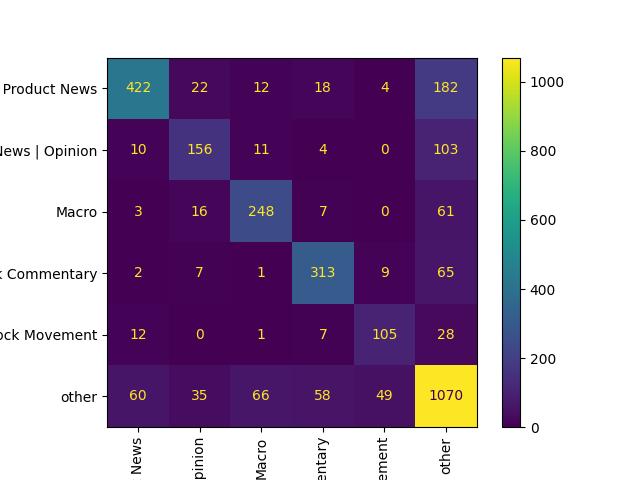 Product News 422 22 12 18 4 182
News | Opinion 10 156 11 4 0 103
Macro 3 16 248 7 0 61
Commentary 2 7 1 313 9 65
ock Movement 12 0 1 7 105 28
other 60 35 66 58 49 1070
News pinion Macro entary ement other
1000
800
600
400
200
0